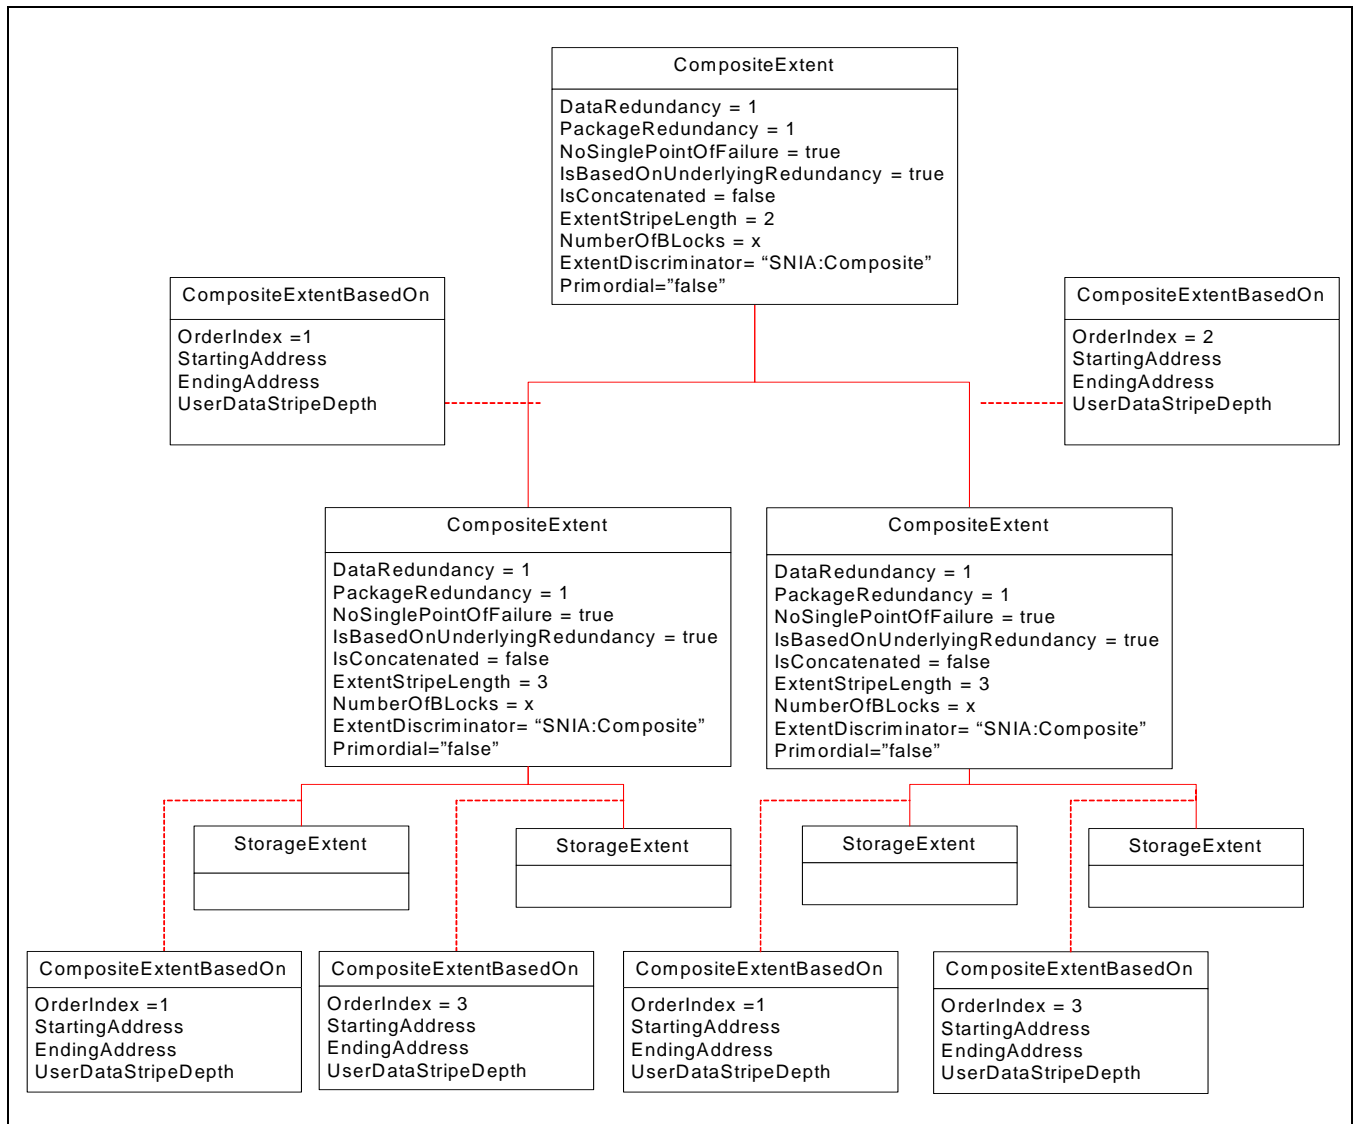 CompositeExtent
DataRedundancy = 1
PackageRedundancy = 1
NoSinglePointOfFailure = true
IsBasedOnUnderlyingRedundancy = true
IsConcatenated = false
ExtentStripeLength = 2
NumberOfBLocks = x
ExtentDiscriminator= “SNIA:Composite”
Primordial=”false”
CompositeExtentBasedOn
OrderIndex =1
StartingAddress
EndingAddress
UserDataStripeDepth
CompositeExtentBasedOn
OrderIndex = 2
StartingAddress
EndingAddress
UserDataStripeDepth
CompositeExtent
DataRedundancy = 1
PackageRedundancy = 1
NoSinglePointOfFailure = true
IsBasedOnUnderlyingRedundancy = true
IsConcatenated = false
ExtentStripeLength = 3
NumberOfBLocks = x
ExtentDiscriminator= “SNIA:Composite”
Primordial=”false”
CompositeExtent
DataRedundancy = 1
PackageRedundancy = 1
NoSinglePointOfFailure = true
IsBasedOnUnderlyingRedundancy = true
IsConcatenated = false
ExtentStripeLength = 3
NumberOfBLocks = x
ExtentDiscriminator= “SNIA:Composite”
Primordial=”false”
StorageExtent
StorageExtent
StorageExtent
StorageExtent
CompositeExtentBasedOn
OrderIndex =1
StartingAddress
EndingAddress
UserDataStripeDepth
CompositeExtentBasedOn
OrderIndex = 3
StartingAddress
EndingAddress
UserDataStripeDepth
CompositeExtentBasedOn
OrderIndex =1
StartingAddress
EndingAddress
UserDataStripeDepth
CompositeExtentBasedOn
OrderIndex = 3
StartingAddress
EndingAddress
UserDataStripeDepth